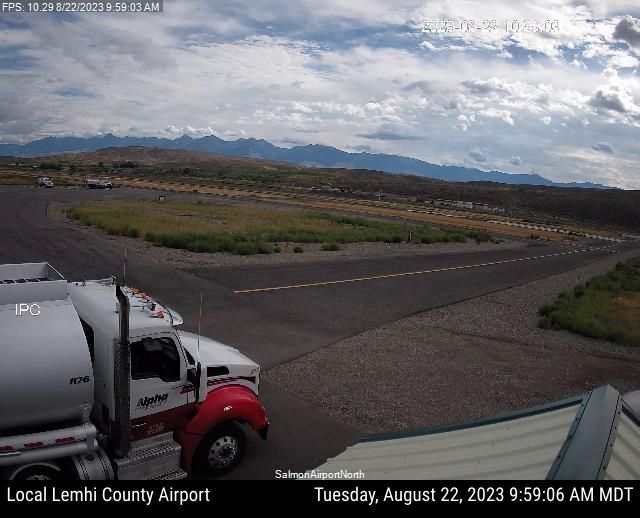 FPS: 10.29 8/22/2023 9:59:03 AM
IPC
1176
Alpha
SalmonAirportNorth
Local Lemhi County Airport
Tuesday, August 22, 2023 9:59:06 AM MDT